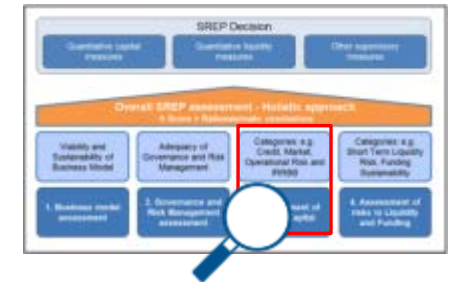 SREP Decision
Quantitative capital
measures
Quantitative liquidity
measures
Other supervisory
measures
Overall SREP assessment - Holistic approach
Viability and
Sustainability of
Business Model
Adequacy of
Governance and Risk
Management
Categories: e.g.
Credit, Market,
Operational Risk and
IRRBB
Categories: e.g.
Short Term Liquidity
Risk, Funding
Sustainability
1. Business model
assessment
2. Governance and
Risk Management
assessment
4. Assessment of
risks to Liquidity
and Funding